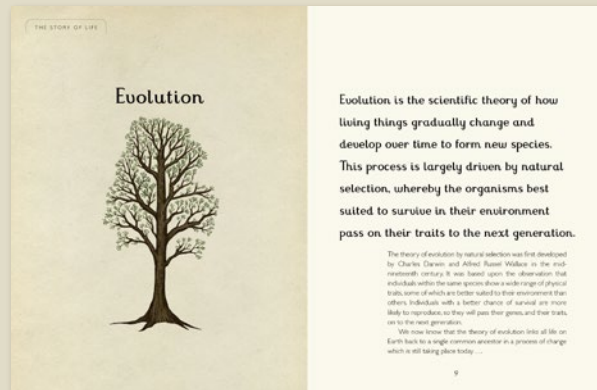 THE STORY OF LIFE
Evolution
Evolution is the scientific theory of how
living things gradually change and
develop over time to form new species.
This process is largely driven by natural
selection, whereby the organisms best
suited to survive in their environment
pass on their traits to the next generation.
The theory of evolution by natural selection was first developed
by Charles Darwin and Alfred Russel Wallace in the mid-
nineteenth century. It was based upon the observation that
individuals within the same species show a wide range of physical
traits, some of which are better suited to their environment than
others. Individuals with a better chance of survival are more
likely to reproduce, so they will pass their genes, and their traits,
on to the next generation.
We now know that the theory of evolution links all life on
Earth back to a single common ancestor in a process of change
which is still taking place today . . .
9